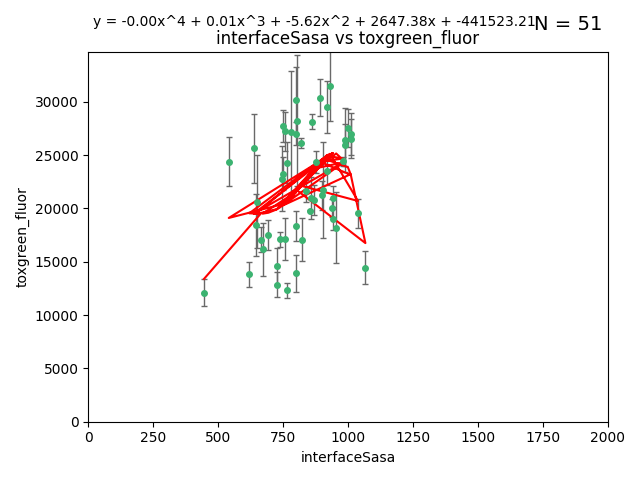 y = -0.00x^4 + 0.01x^3 + -5.62x^2 + 2647.38x + -441523.21
N = 51
interfaceSasa vs toxgreen_fluor
30000
25000
20000
15000
10000
5000
0
toxgreen_fluor
0 250 500 750 1000 1250 1500 1750 2000
interfaceSasa